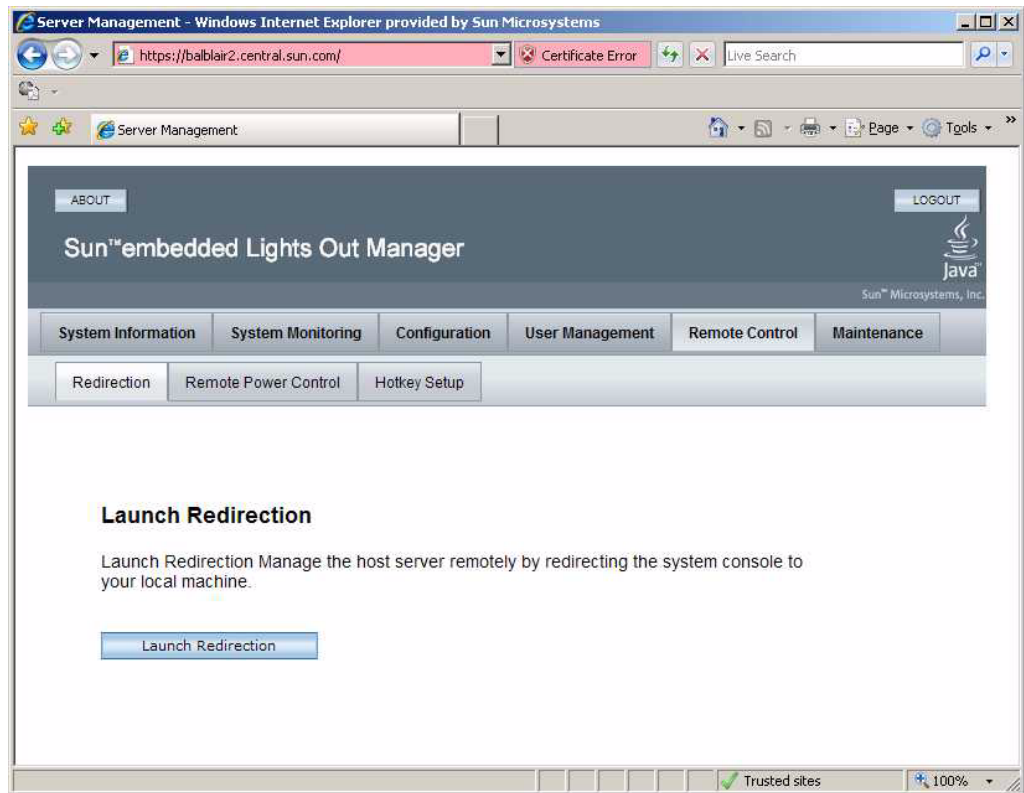 Server Management - Windows Internet Explorer provided by Sun Microsystems
https://balblair2.central.sun.com/
Certificate Error
Live Search
Server Management
Page
Tools
»
ABOUT
LOGOUT
Sun™embedded Lights Out Manager
Java™
Sun™ Microsystems, Inc.
System Information
System Monitoring
Configuration
User Management
Remote Control
Maintenance
Redirection
Remote Power Control
Hotkey Setup
Launch Redirection
Launch Redirection Manage the host server remotely by redirecting the system console to
your local machine.
Launch Redirection
Trusted sites
100%